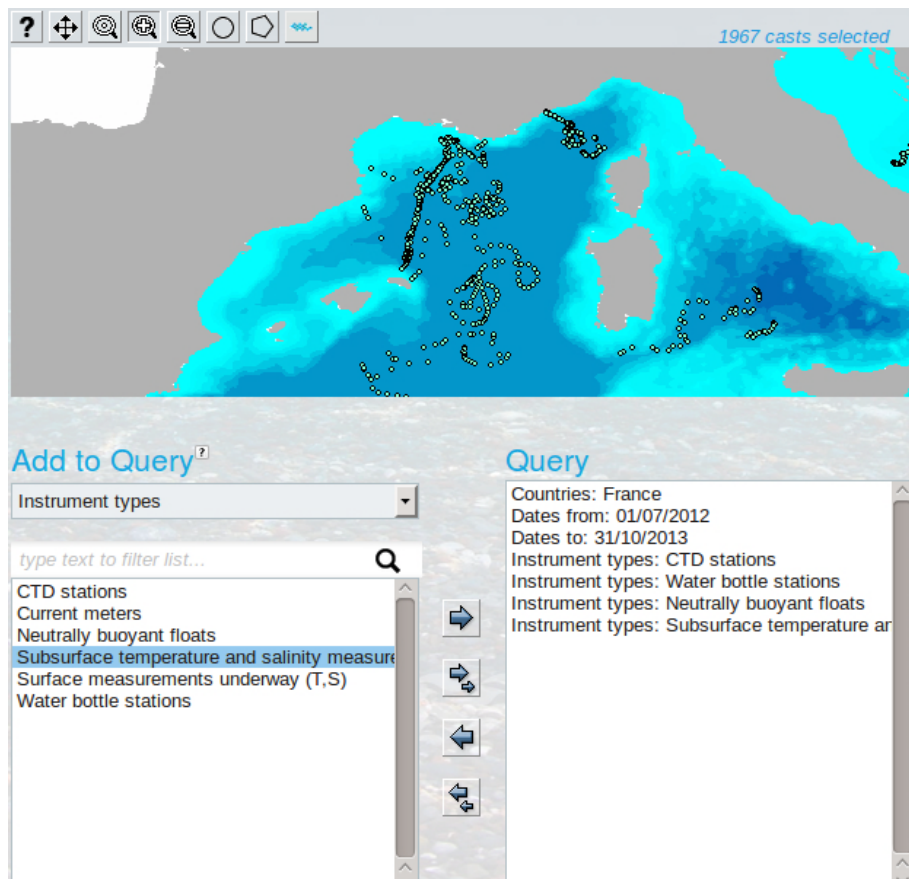 ?
1967 casts selected
Add to Query ?
Instrument types
type text to filter list...
CTD stations
Current meters
Neutrally buoyant floats
Subsurface temperature and salinity measure
Surface measurements underway (T,S)
Water bottle stations
Query
Countries: France
Dates from: 01/07/2012
Dates to: 31/10/2013
Instrument types: CTD stations
Instrument types: Water bottle stations
Instrument types: Neutrally buoyant floats
Instrument types: Subsurface temperature ar